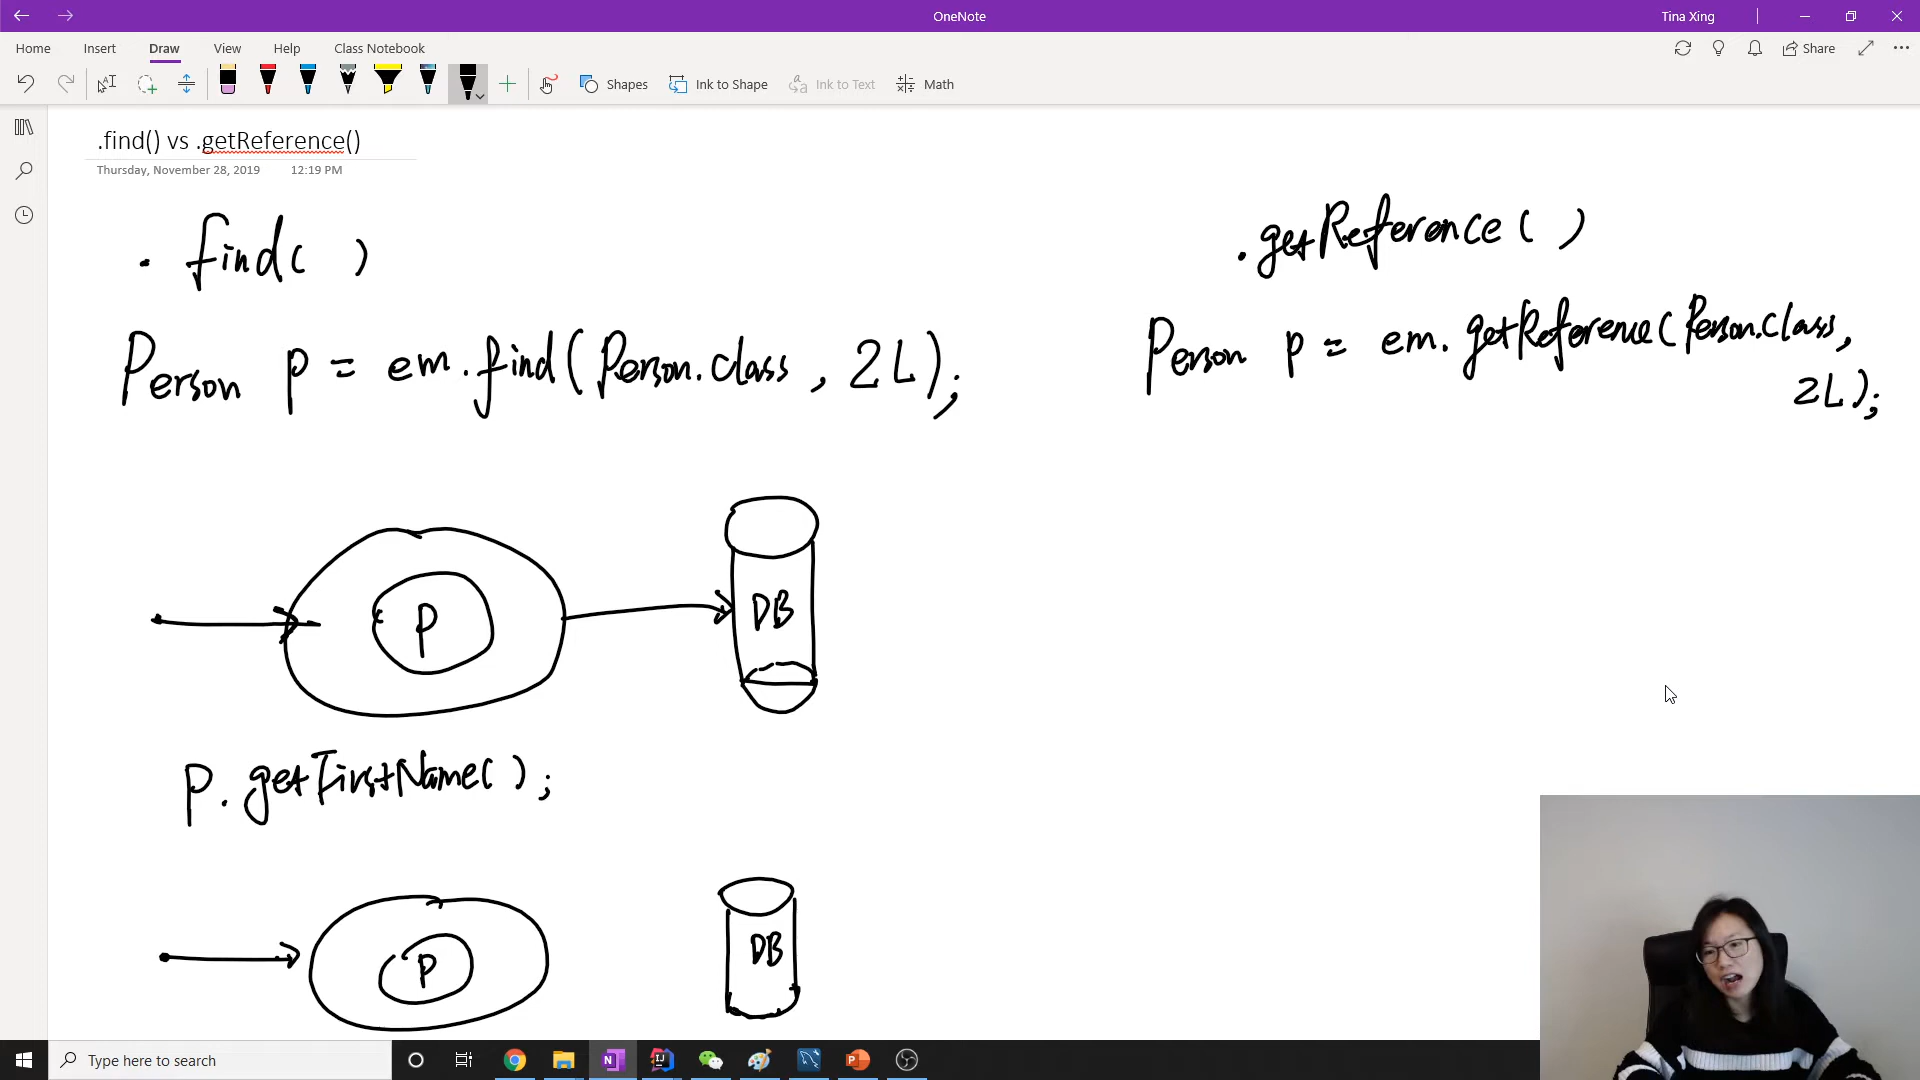 OneNote
Tina Xing
Home Insert Draw View Help Class Notebook
Share
Shapes Ink to Shape Ink to Text Math
.find() vs .getReference()
Thursday, November 28, 2019 12:19 PM
.find( )
Person p = em.find(Person.class, 2L);
P
DB
p.getFirstName();
P
DB
.getReference( )
Person p = em.getReference(Person.class,
2L);
Type here to search